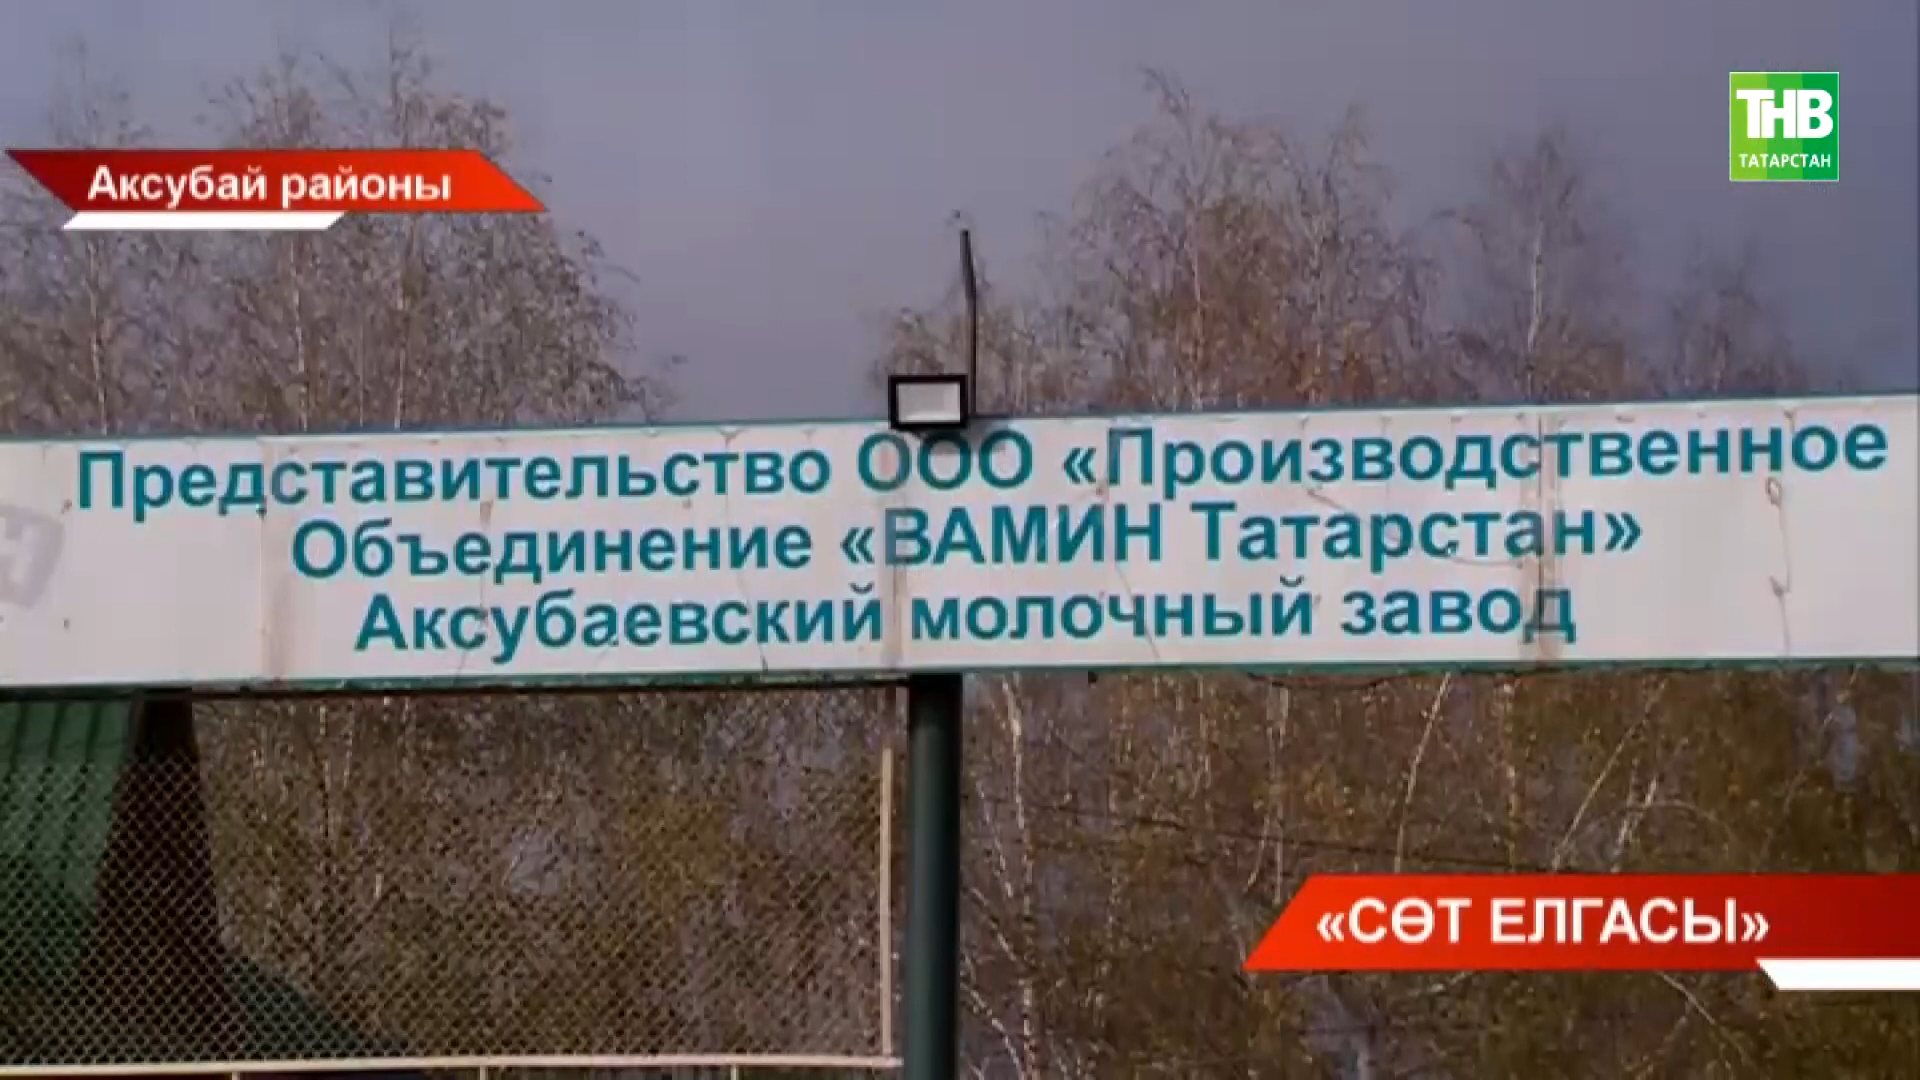 ТНВ
ТАТАРСТАН
Аксубай районы
Представительство ООО «Производственное
Объединение «ВАМИН Татарстан»
Аксубаевский молочный завод
«СӨТ ЕЛГАСЫ»